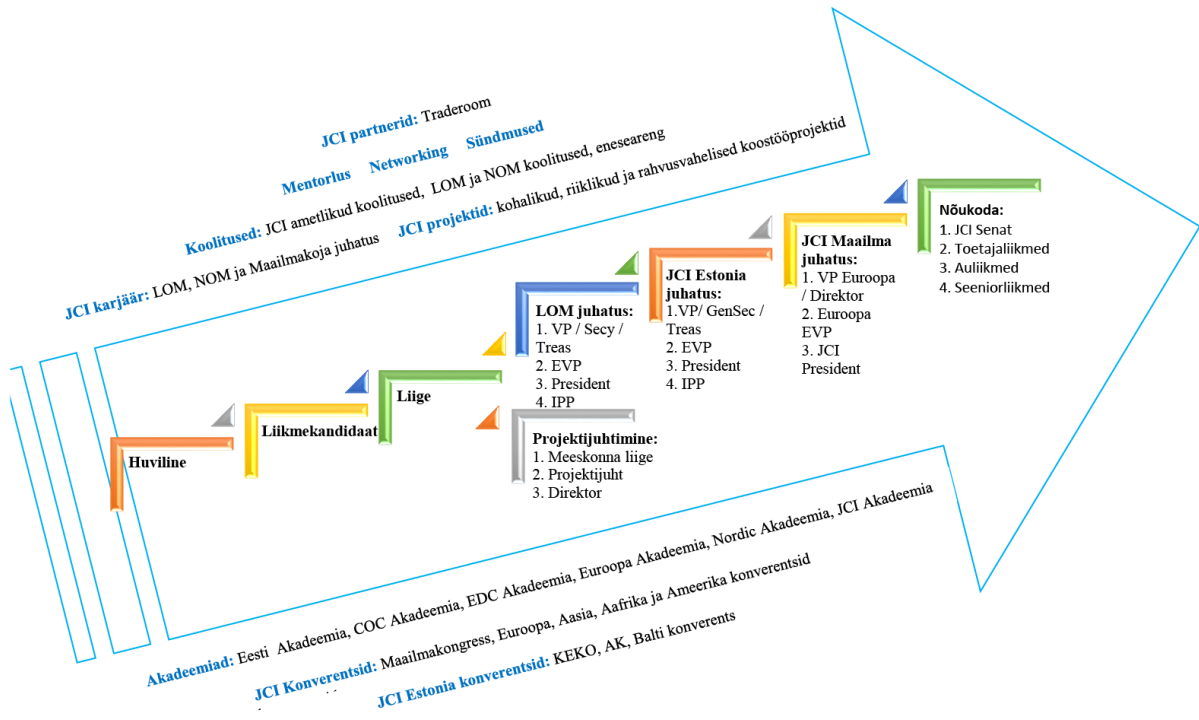 JCI partnerid: Traderoom
Mentorlus Networking Sündmused
Koolitused: JCI ametlikud koolitused, LOM ja NOM koolitused, eneseareng
JCI karjäär: LOM, NOM ja Maailmakoja juhatus
JCI projektid: kohalikud, riiklikud ja rahvusvahelised koostööprojektid
Huviline
Liikmekandidaat
Liige
LOM juhatus:
1. VP / Secy /
Treas
2. EVP
3. President
4. IPP
Projektijuhtimine:
1. Meeskonna liige
2. Projektijuht
3. Direktor
JCI Estonia
juhatus:
1.VP/ GenSec /
Treas
2. EVP
3. President
4. IPP
JCI Maailma
juhatus:
1. VP Euroopa
/ Direktor
2. Euroopa
EVP
3. JCI
President
Nõukoda:
1. JCI Senat
2. Toetajaliikmed
3. Auliikmed
4. Seeniorliikmed
Akadeemiad: Eesti Akadeemia, COC Akadeemia, EDC Akadeemia, Euroopa Akadeemia, Nordic Akadeemia, JCI Akadeemia
JCI Konverentsid: Maailmakongress, Euroopa, Aasia, Aafrika ja Ameerika konverentsid
JCI Estonia konverentsid: KEKO, AK, Balti konverents